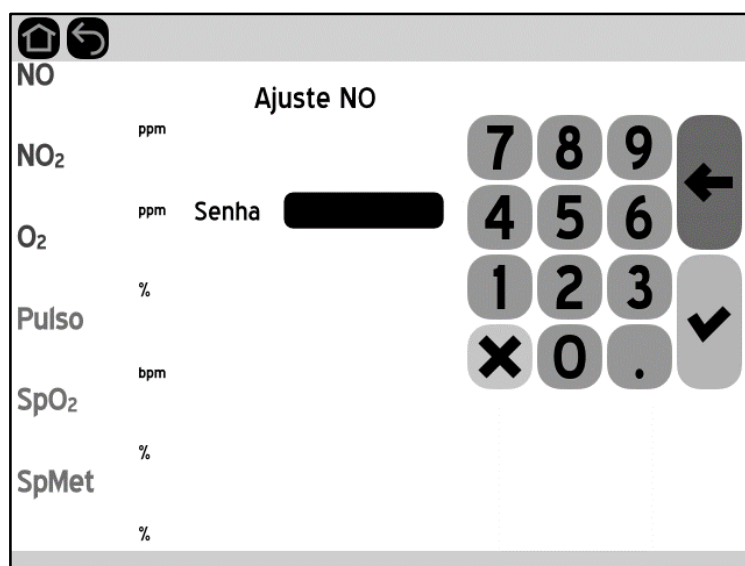 NO
Ajuste NO
ppm
NO₂
ppm
Senha
O₂
%
Pulso
bpm
SpO₂
%
SpMet
%
7 8 9
4 5 6
1 2 3
0 .